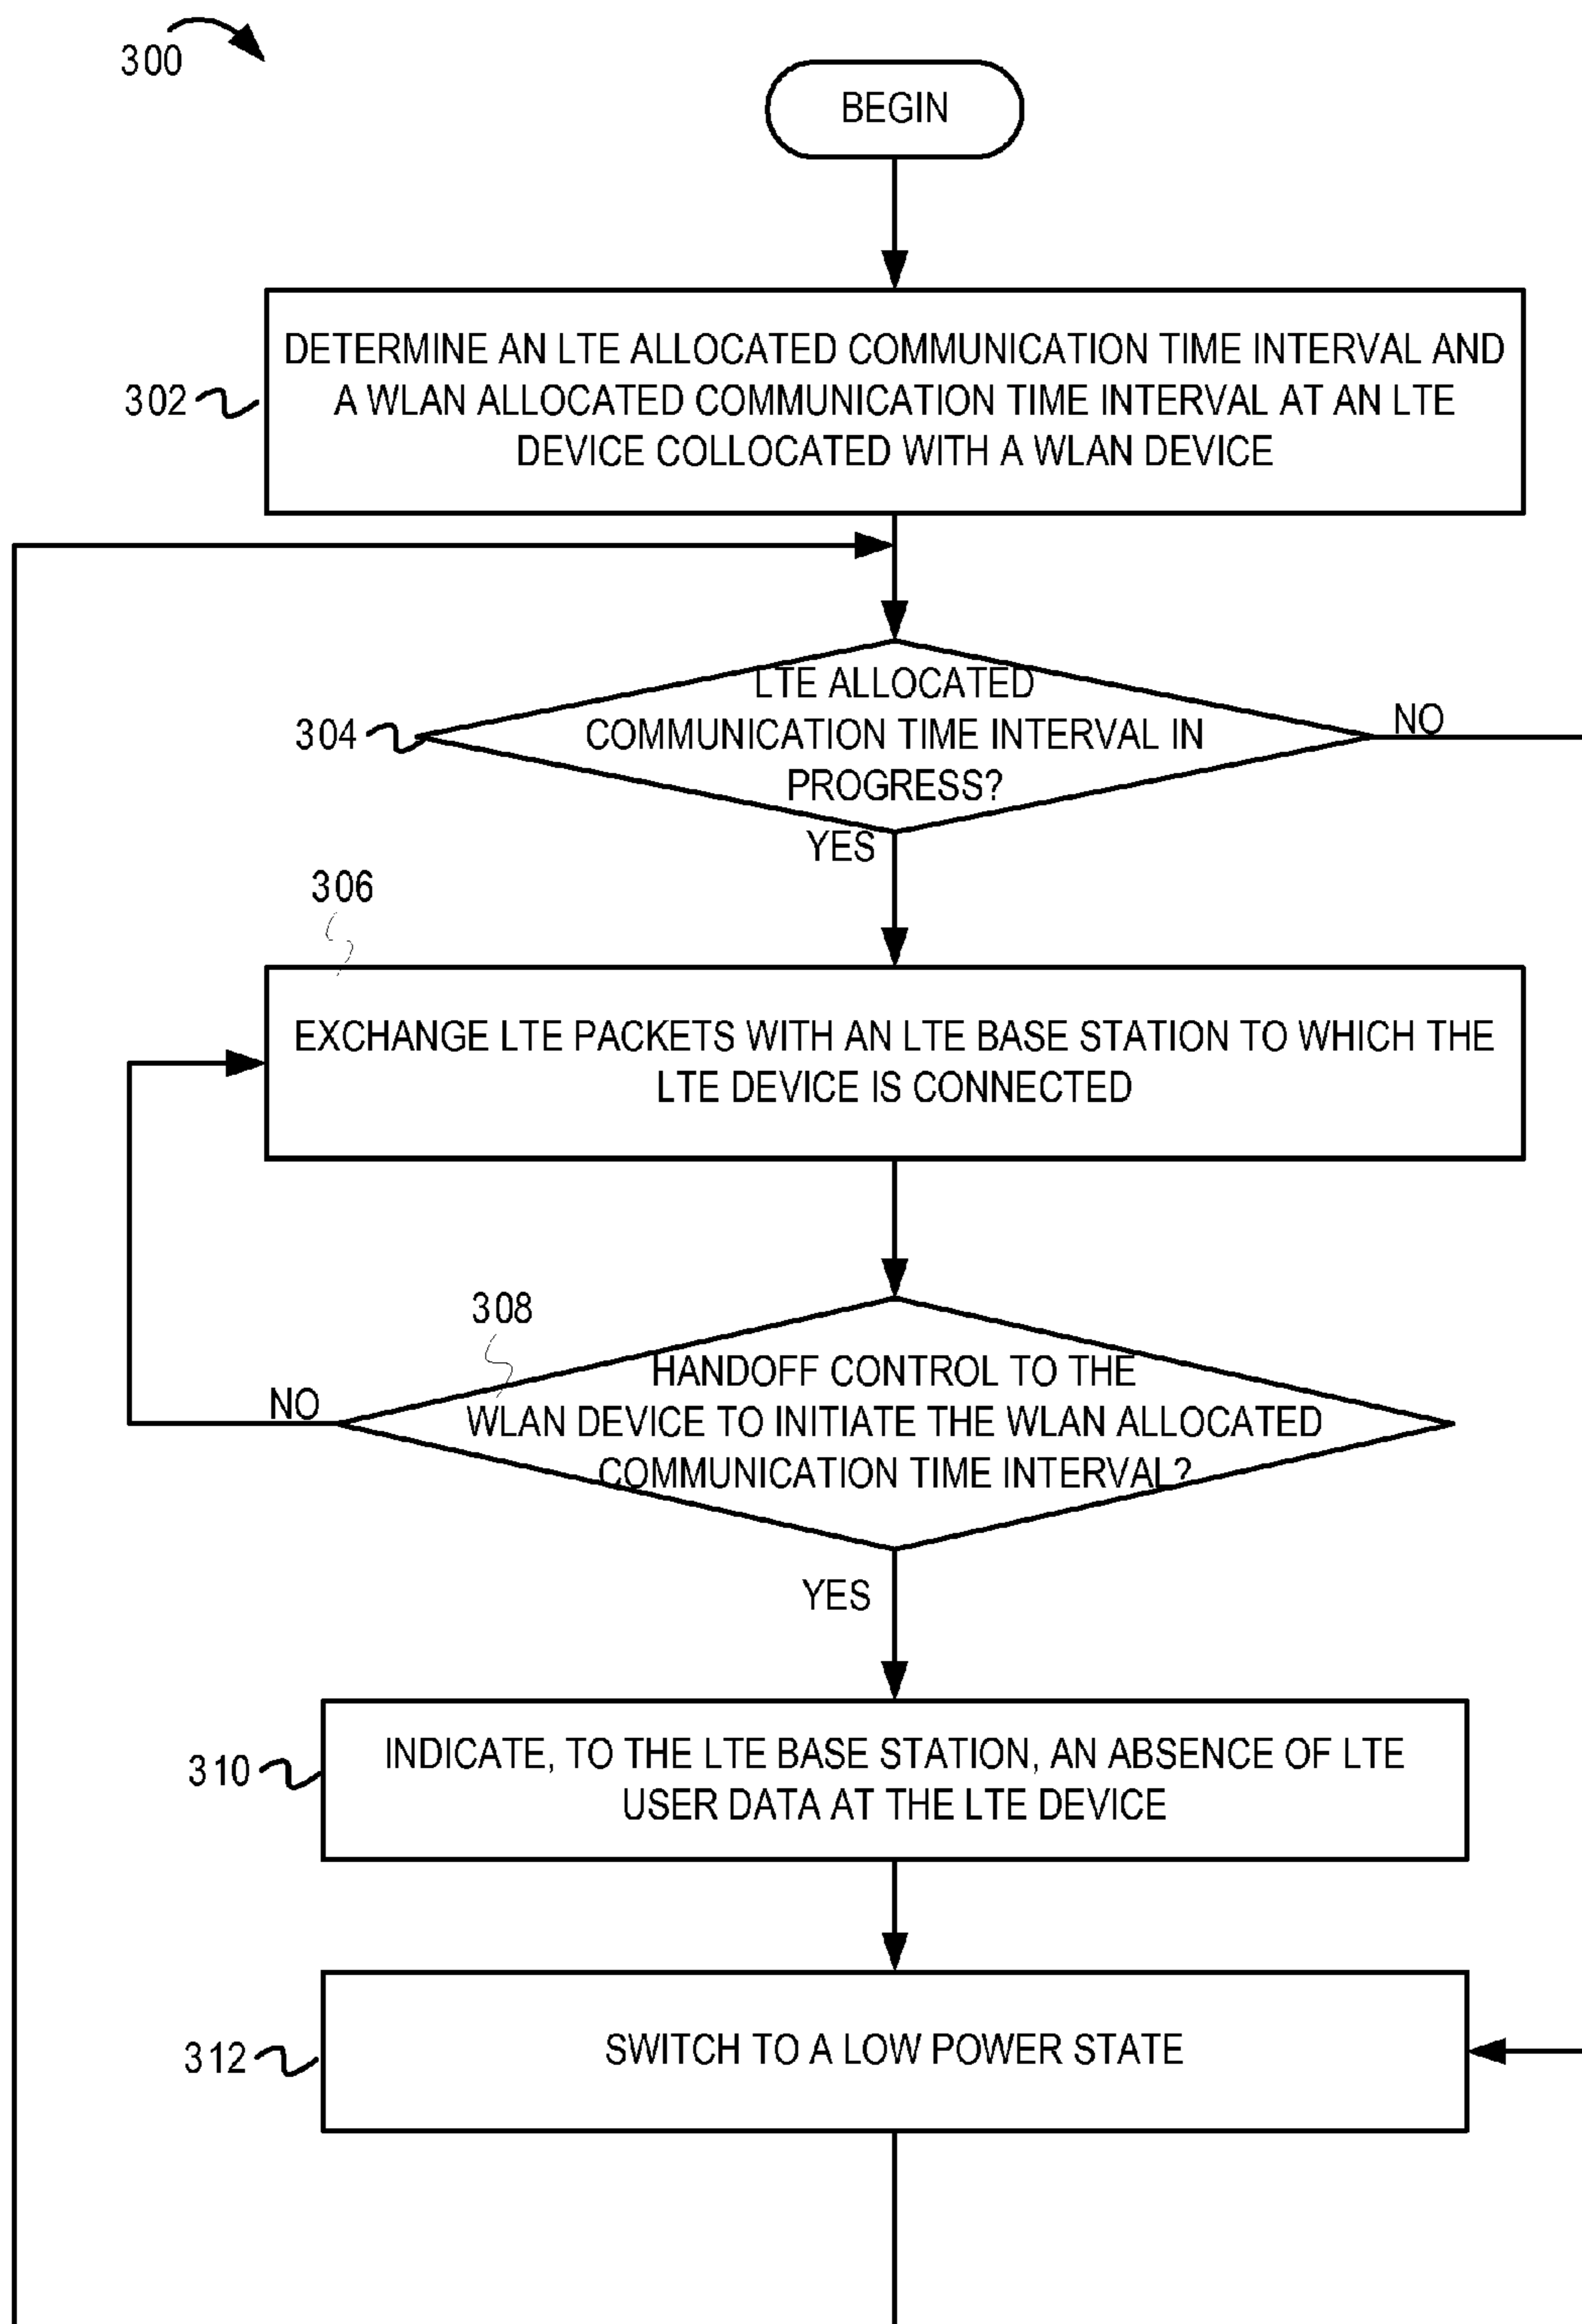 300
BEGIN
DETERMINE AN LTE ALLOCATED COMMUNICATION TIME INTERVAL AND
A WLAN ALLOCATED COMMUNICATION TIME INTERVAL AT AN LTE
DEVICE COLLOCATED WITH A WLAN DEVICE
302
LTE ALLOCATED
COMMUNICATION TIME INTERVAL IN
PROGRESS?
304
NO
YES
306
EXCHANGE LTE PACKETS WITH AN LTE BASE STATION TO WHICH THE
LTE DEVICE IS CONNECTED
308
HANDOFF CONTROL TO THE
WLAN DEVICE TO INITIATE THE WLAN ALLOCATED
COMMUNICATION TIME INTERVAL?
NO
YES
INDICATE, TO THE LTE BASE STATION, AN ABSENCE OF LTE
USER DATA AT THE LTE DEVICE
310
SWITCH TO A LOW POWER STATE
312